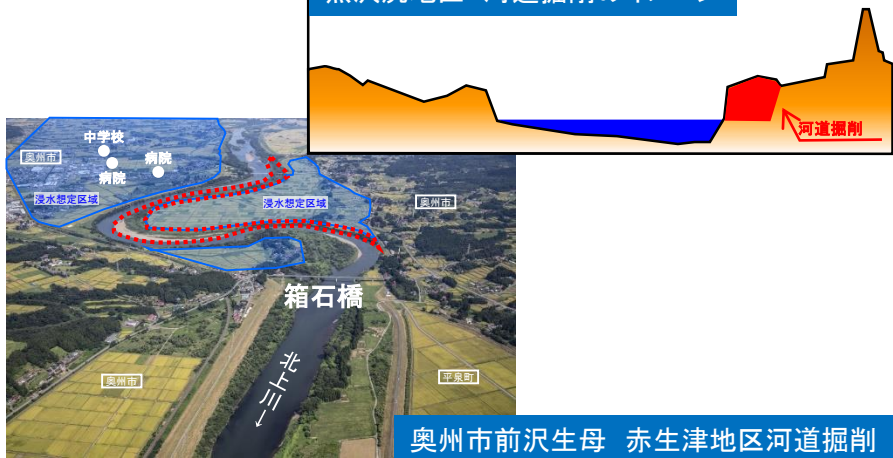 河道掘削
中学校
奥州市
病院
病院
浸水想定区域
浸水想定区域
奥州市
箱石橋
北上川←
奥州市
平泉町
奥州市前沢生母 赤生津地区河道掘削